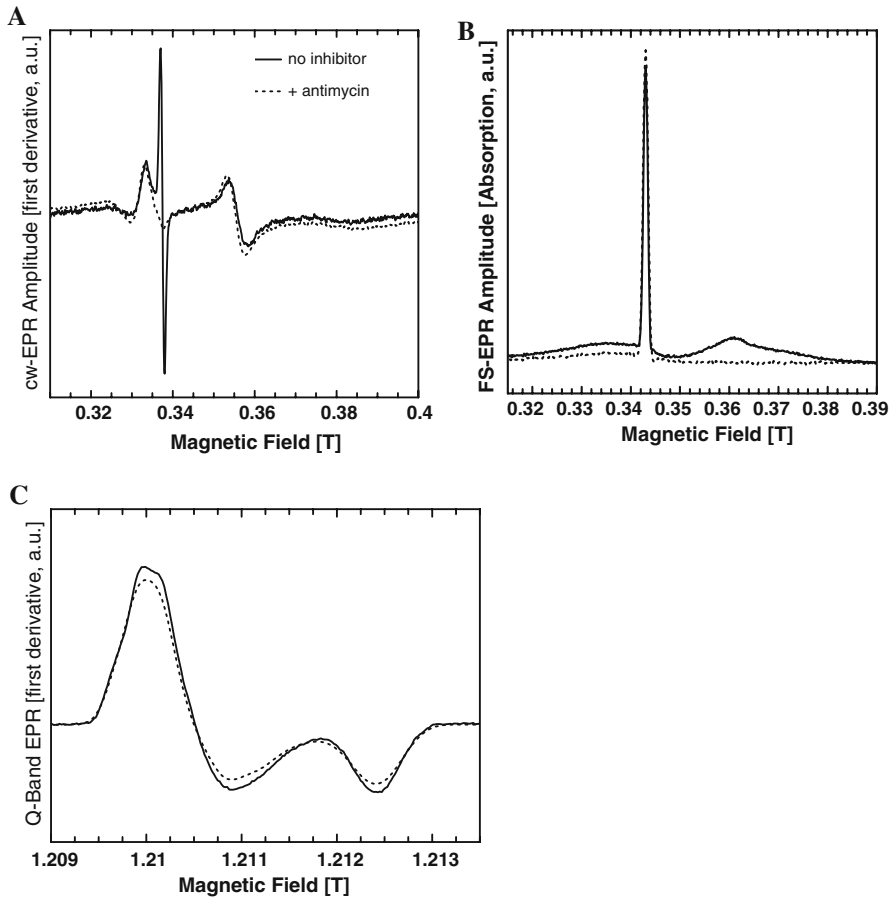 A
cw-EPR Amplitude [first derivative, a.u.]
no inhibitor
+ antimycin
0.32 0.34 0.36 0.38 0.4
Magnetic Field [T]
B
FS-EPR Amplitude [Absorption, a.u.]
0.32 0.33 0.34 0.35 0.36 0.37 0.38 0.39
Magnetic Field [T]
C
Q-Band EPR [first derivative, a.u.]
1.209 1.21 1.211 1.212 1.213
Magnetic Field [T]